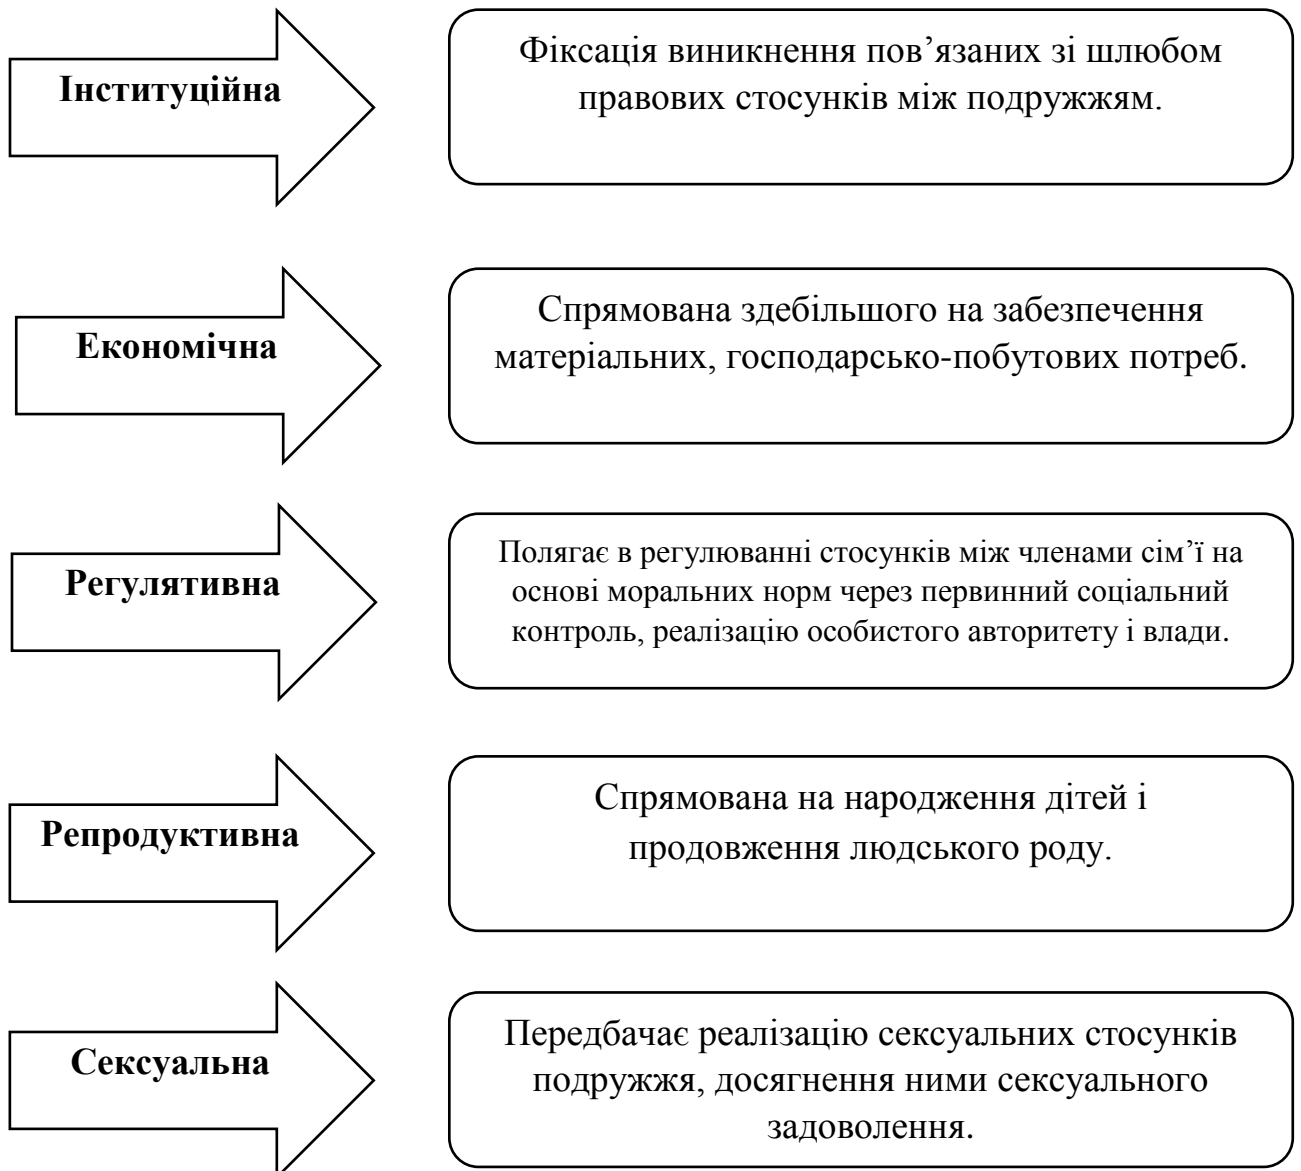 Інституційна
Фіксація виникнення пов’язаних зі шлюбом
правових стосунків між подружжям.
Економічна
Спрямована здебільшого на забезпечення
матеріальних, господарсько-побутових потреб.
Регулятивна
Полягає в регулюванні стосунків між членами сім’ї на
основі моральних норм через первинний соціальний
контроль, реалізацію особистого авторитету і влади.
Репродуктивна
Спрямована на народження дітей і
продовження людського роду.
Сексуальна
Передбачає реалізацію сексуальних стосунків
подружжя, досягнення ними сексуального
задоволення.